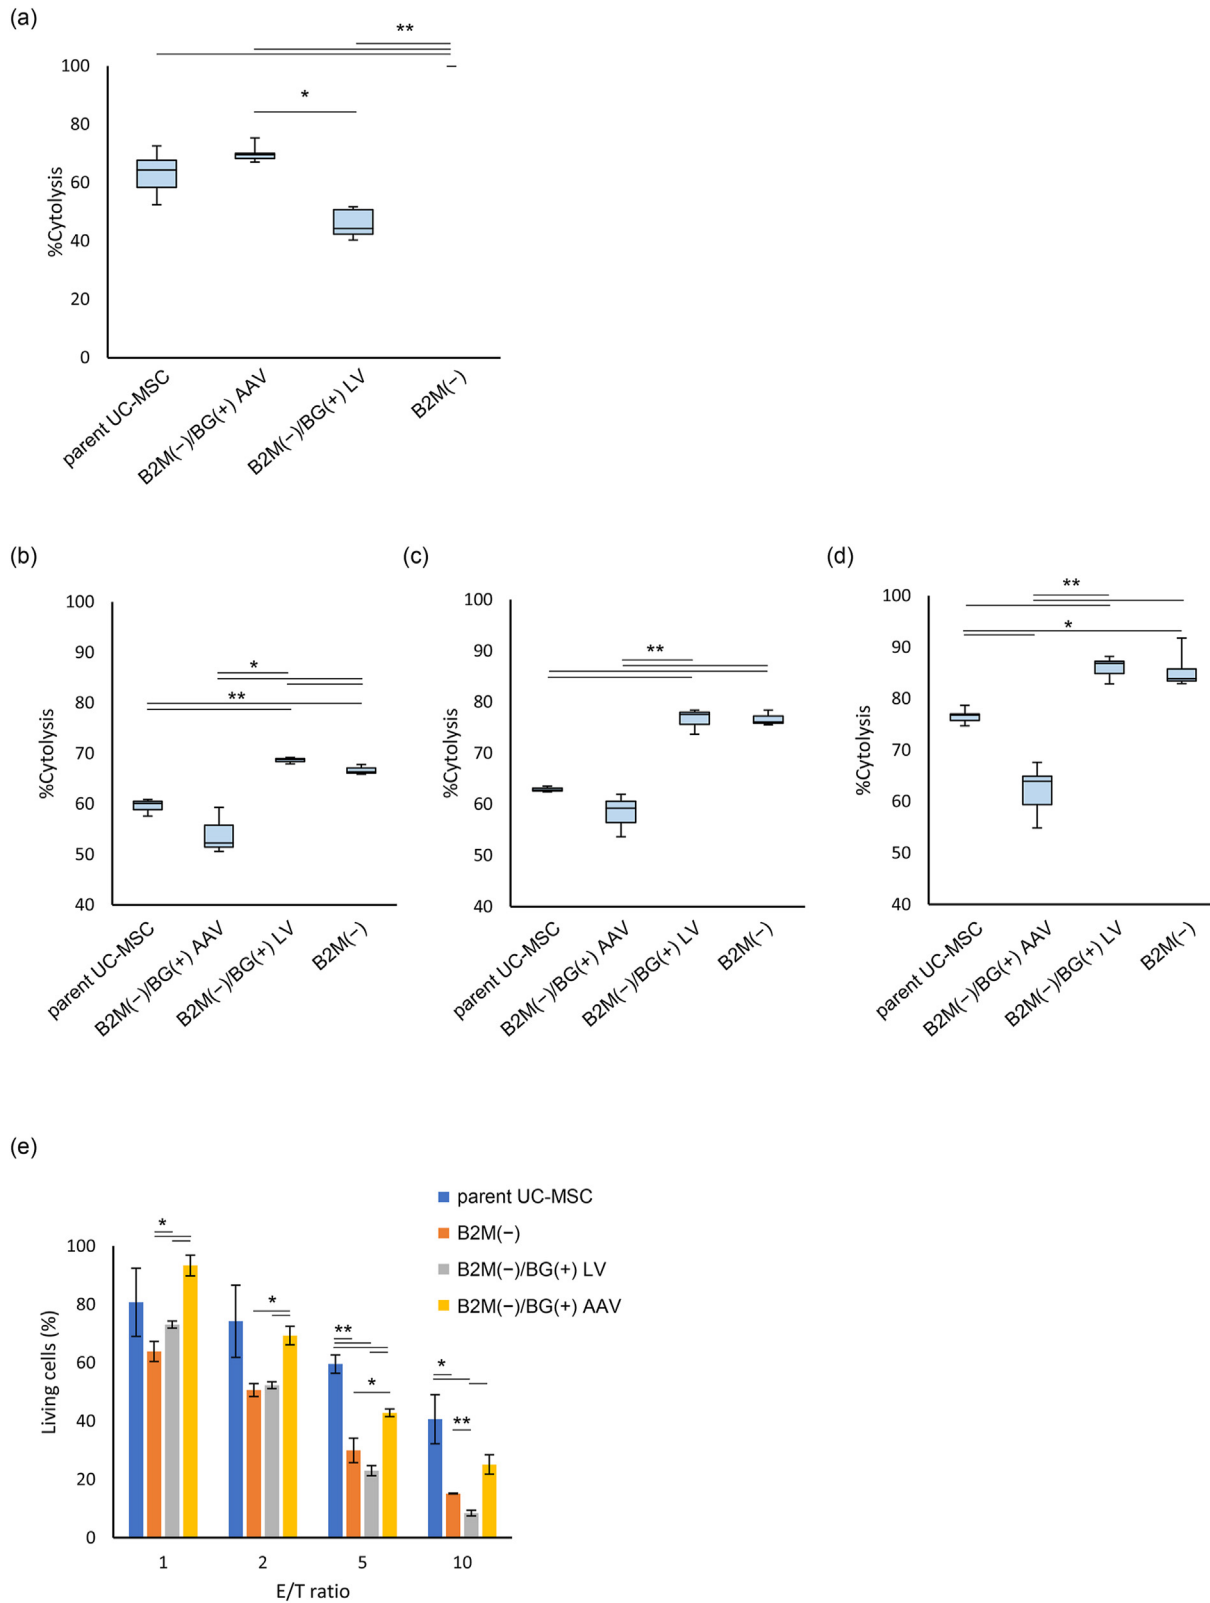 (a)
**
100
*
80
60
40
20
0
%Cytolysis
parent UC-MSC
B2M(−)/BG(+) AAV
B2M(−)/BG(+) LV
B2M(−)
(b)
100
90
80
70
60
50
40
*
**
%Cytolysis
parent UC-MSC
B2M(−)/BG(+) AAV
B2M(−)/BG(+) LV
B2M(−)
(c)
100
90
80
70
60
50
40
**
%Cytolysis
parent UC-MSC
B2M(−)/BG(+) AAV
B2M(−)/BG(+) LV
B2M(−)
(d)
100
90
80
70
60
50
40
**
*
%Cytolysis
parent UC-MSC
B2M(−)/BG(+) AAV
B2M(−)/BG(+) LV
B2M(−)
(e)
parent UC-MSC
B2M(−)
B2M(−)/BG(+) LV
B2M(−)/BG(+) AAV
100
80
60
40
20
0
Living cells (%)
*
*
**
*
*
**
1 2 5 10
E/T ratio